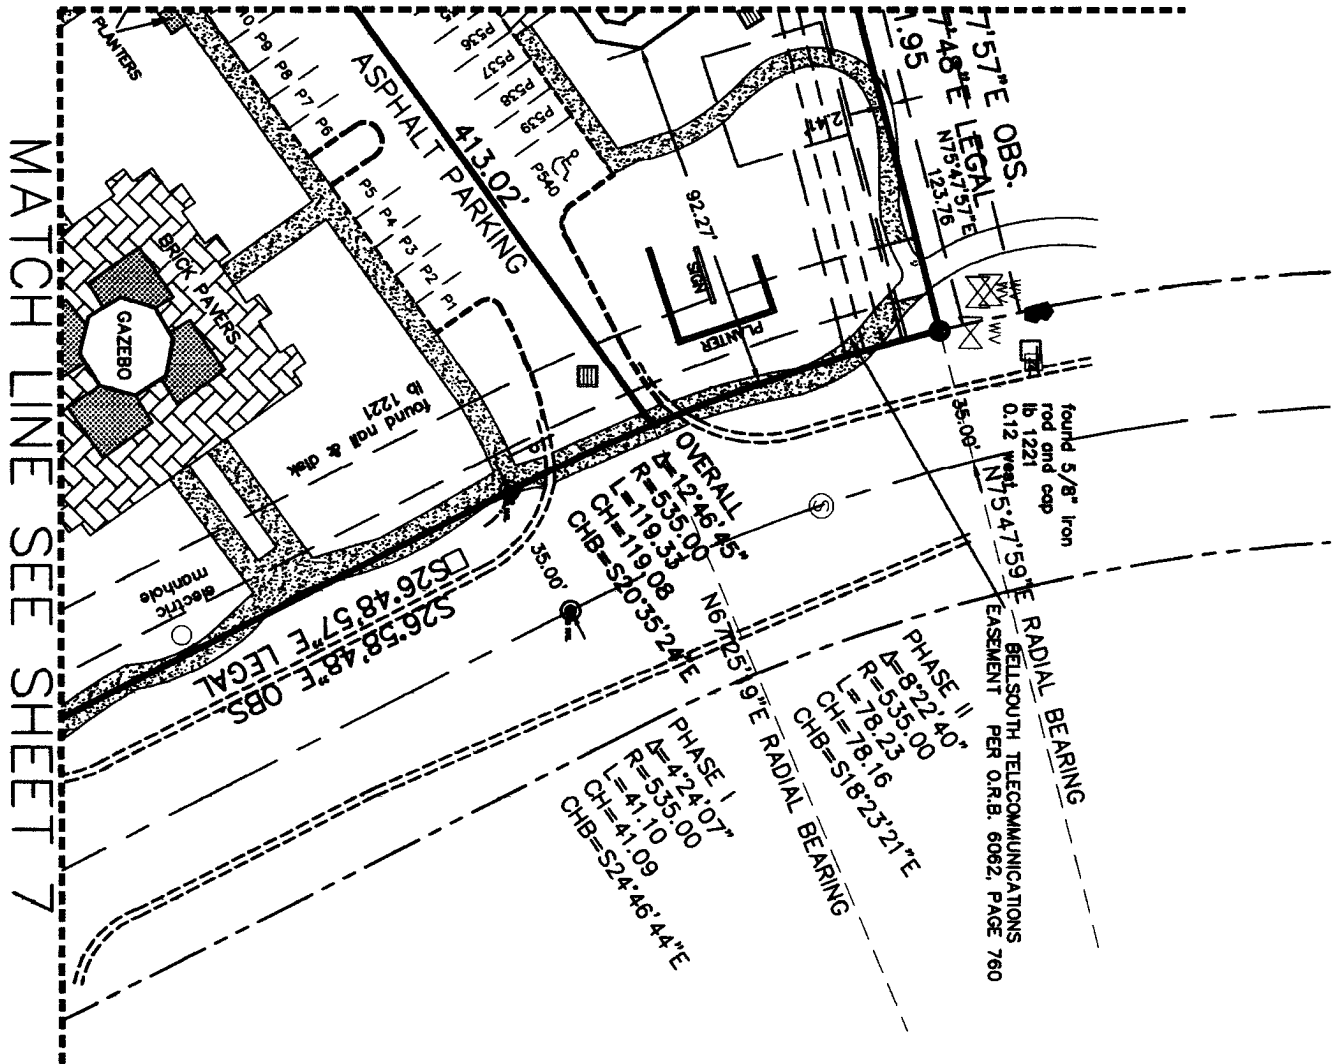 MATCH LINE SEE SHEET 7
PLANTERS
P9
P8
P7
P6
P5
P4
P3
P2
P1
ASPHALT PARKING
413.02'
P536
P537
P538
P539
P540
BRICK PAVERS
GAZEBO
92.27'
SIGN
PLANTER
2.41'
7'48"E LEGAL
1.95
5'57"E OBS.
N75°47'57"E
123.76
WV
WV
found 5/8" iron
rod and cap
lb 1221
0.12 west
35.00'
N75°47'59"E RADIAL BEARING
BELLSOUTH TELECOMMUNICATIONS
EASEMENT PER O.R.B. 6062, PAGE 760
found nail & disk
lb 1221
electric
manhole
S26°48'57"E LEGAL
S26°58'48"E OBS.
35.00'
S
OVERALL
Δ=12°46'45"
R=535.00
L=119.33
CH=119.08
CHB=S20°35'24"E
N67°25'19"E RADIAL BEARING
PHASE II
Δ=8°22'40"
R=535.00
L=78.23
CH=78.16
CHB=S18°23'21"E
PHASE I
Δ=4°24'07"
R=535.00
L=41.10
CH=41.09
CHB=S24°46'44"E